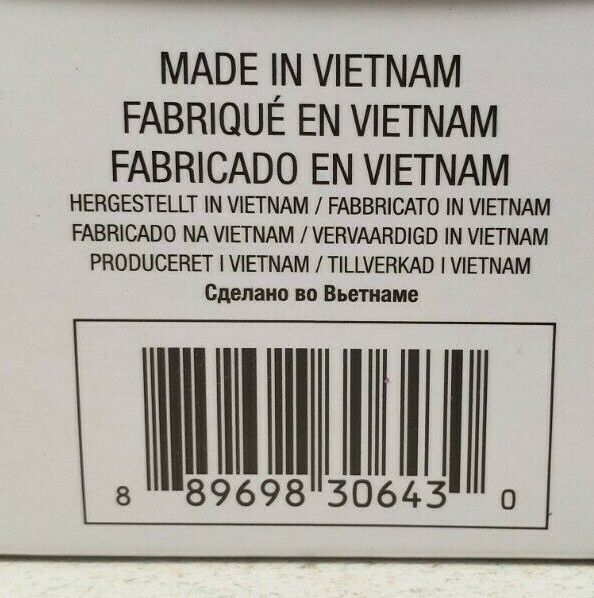 MADE IN VIETNAM
FABRIQUÉ EN VIETNAM
FABRICADO EN VIETNAM
HERGESTELLT IN VIETNAM / FABBRICATO IN VIETNAM
FABRICADO NA VIETNAM / VERVAARDIGD IN VIETNAM
PRODUCERET I VIETNAM / TILLVERKAD I VIETNAM
Сделано во Вьетнаме
8 89698 30643 0